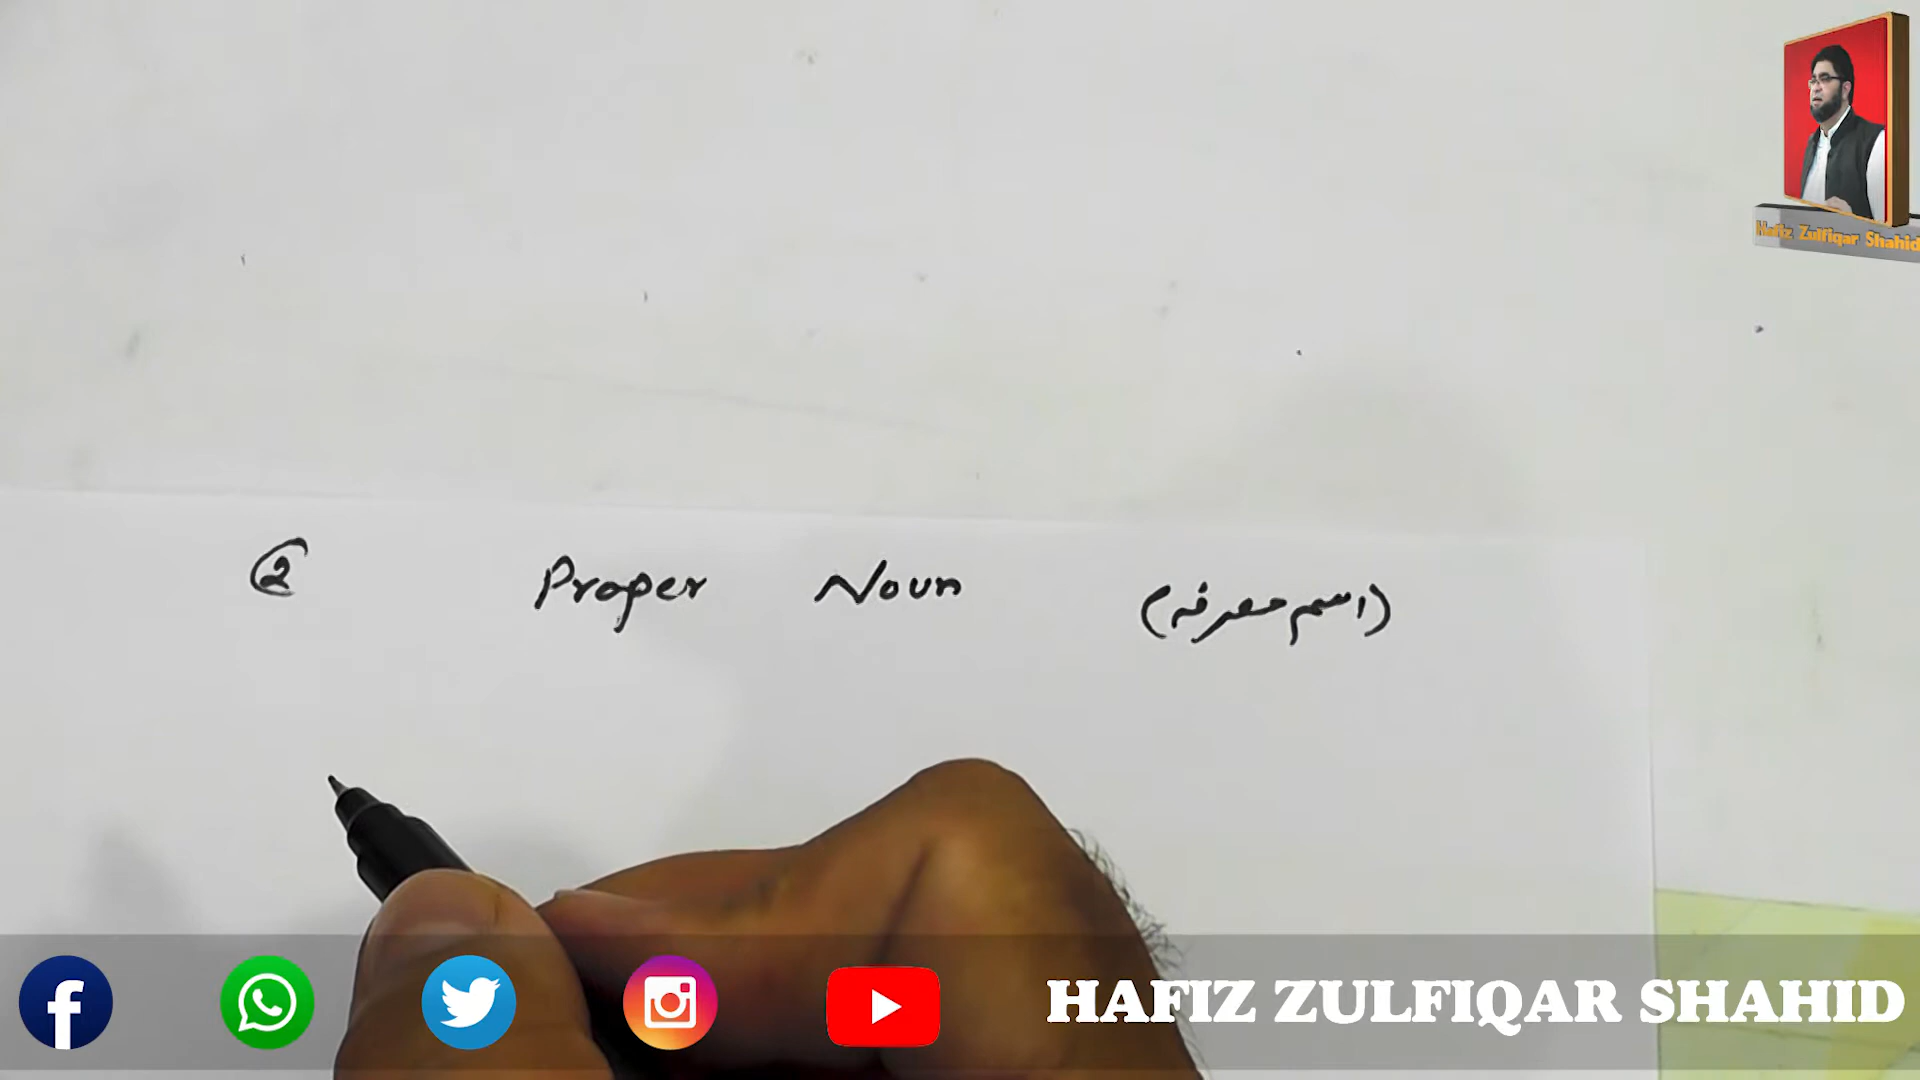 Hafiz Zulfiqar Shahid
② Proper Noun (اسم معرفہ)
HAFIZ ZULFIQAR SHAHID